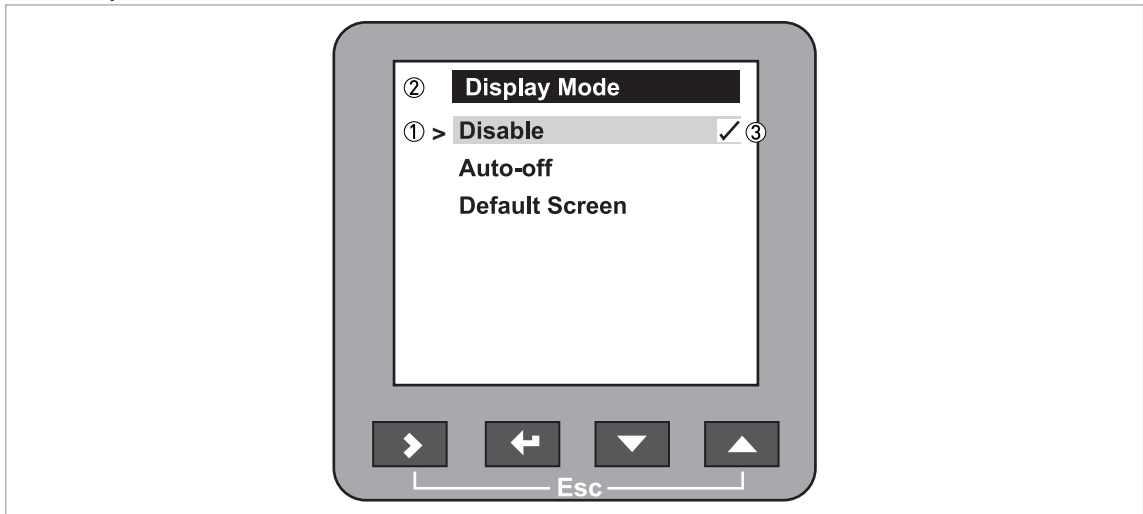 ② Display Mode
① > Disable ✓ ③
Auto-off
Default Screen
Esc